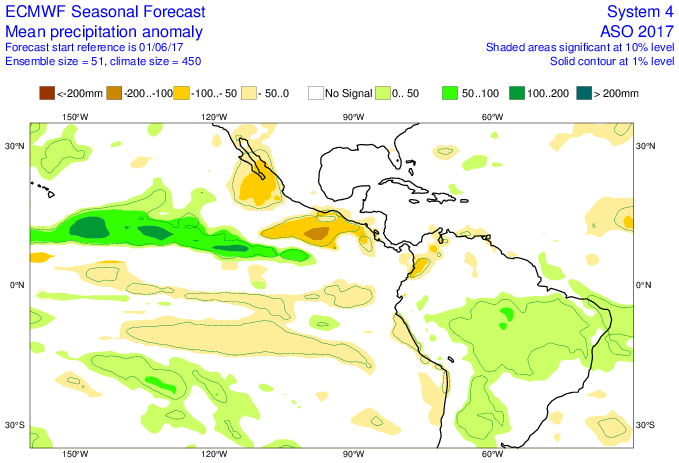 ECMWF Seasonal Forecast
System 4
Mean precipitation anomaly
ASO 2017
Forecast start reference is 01/06/17
Shaded areas significant at 10% level
Ensemble size = 51, climate size = 450
Solid contour at 1% level
<-200mm -200..-100 -100..- 50 - 50..0 No Signal 0.. 50 50..100 100..200 > 200mm
150°W 120°W 90°W 60°W
30°N 30°N
0°N 0°N
30°S 30°S
150°W 120°W 90°W 60°W